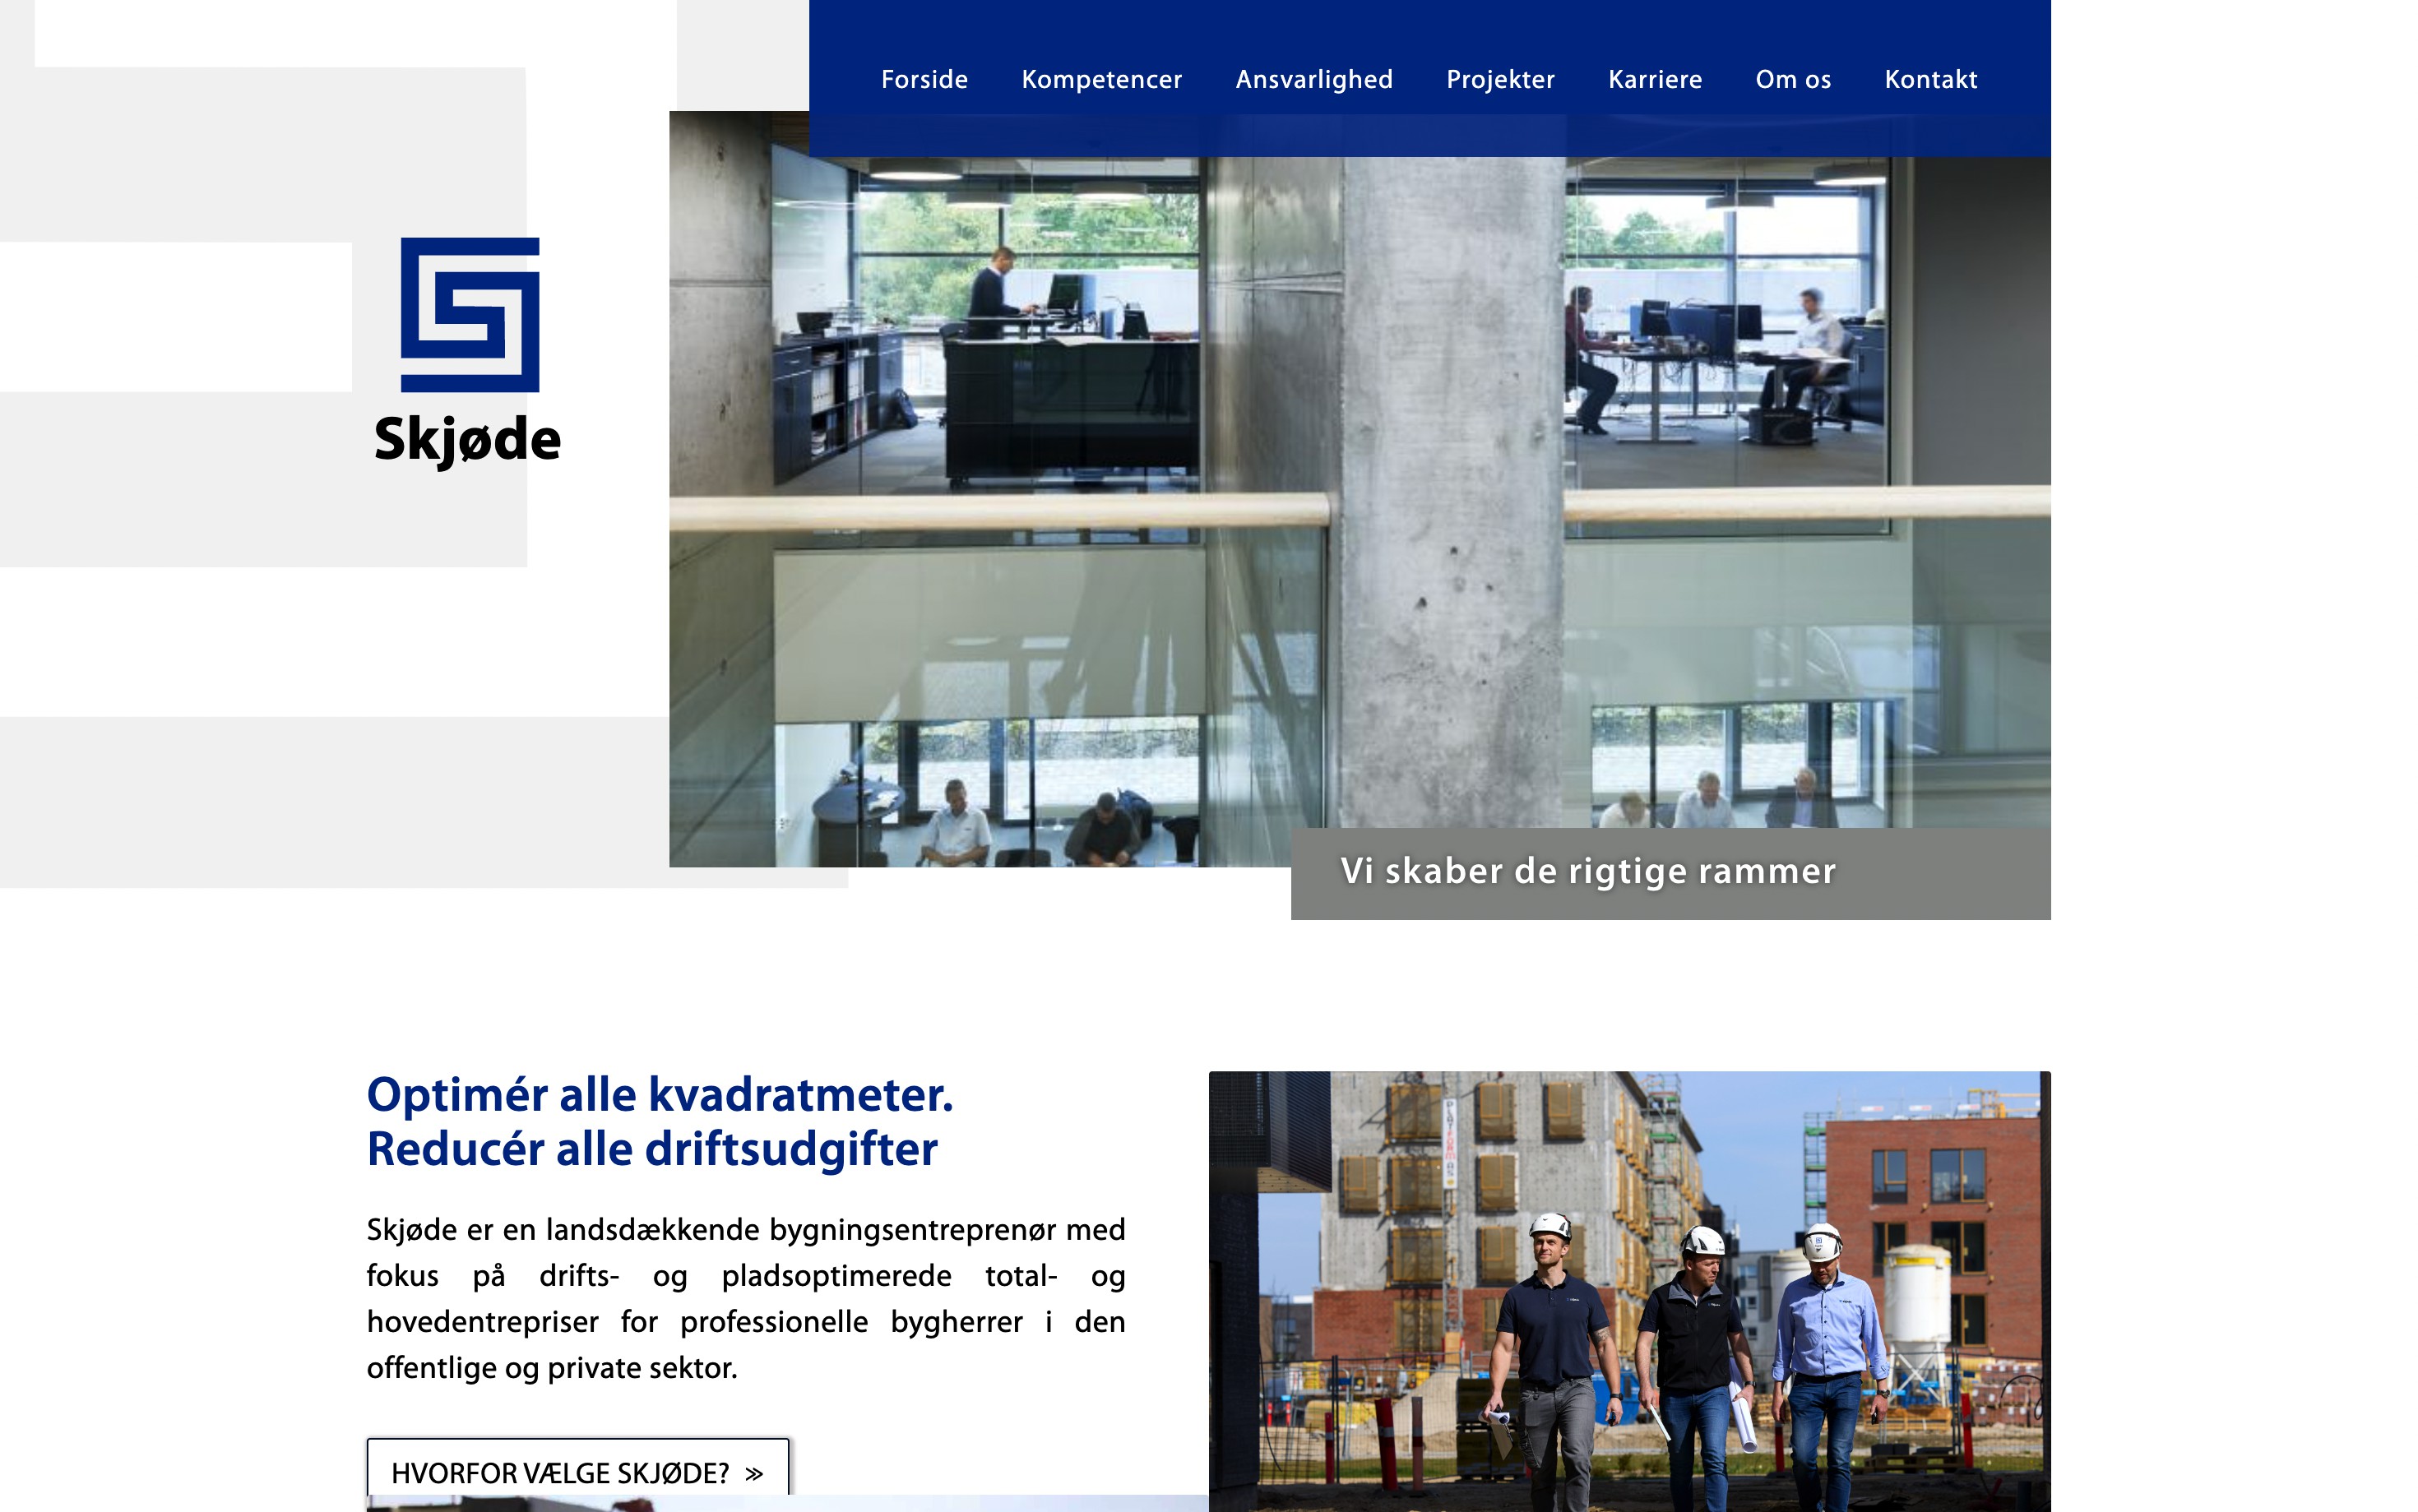 Forside Kompetencer Ansvarlighed Projekter Karriere Om os Kontakt
Skjøde
Vi skaber de rigtige rammer
Optimér alle kvadratmeter.
Reducér alle driftsudgifter
Skjøde er en landsdækkende bygningsentreprenør med
fokus på drifts- og pladsoptimerede total- og
hovedentrepriser for professionelle bygherrer i den
offentlige og private sektor.
HVORFOR VÆLGE SKJØDE? »
PLATFORM AS